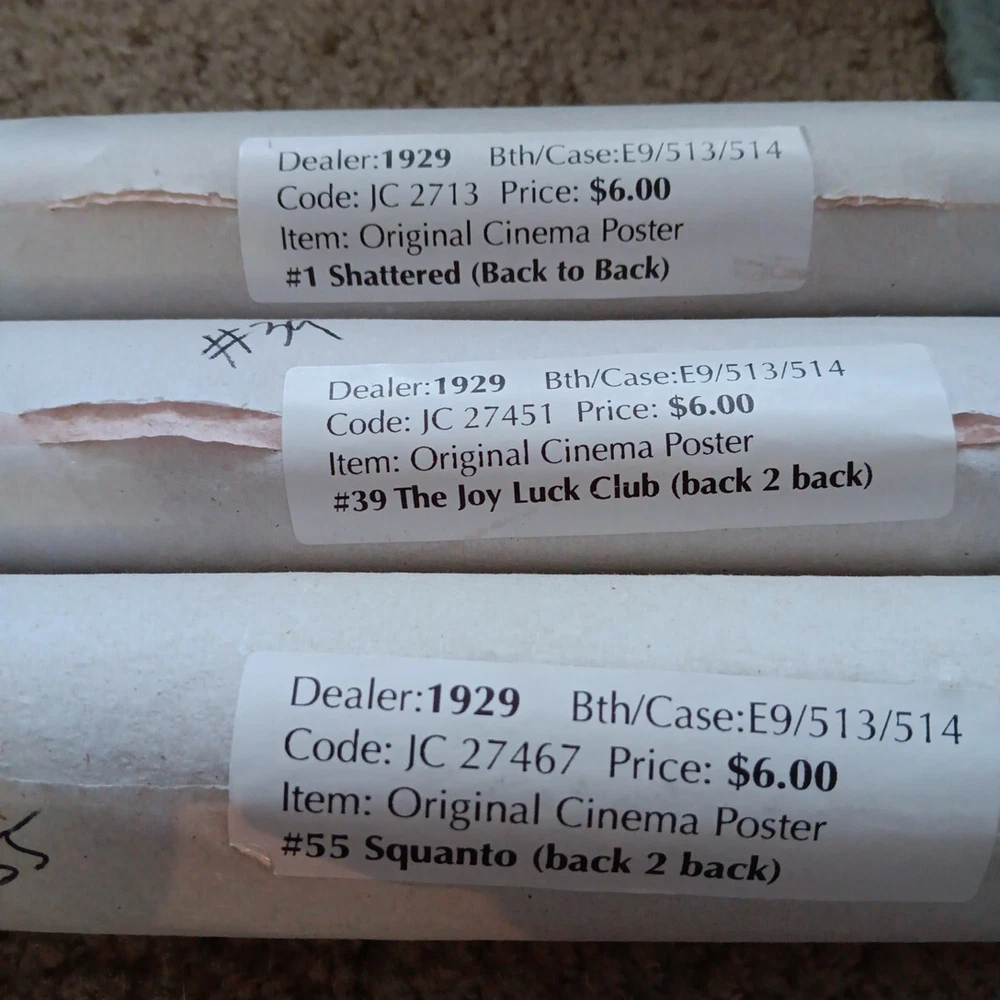 Dealer:1929 Bth/Case:E9/513/514
Code: JC 2713 Price: $6.00
Item: Original Cinema Poster
#1 Shattered (Back to Back)
#39
Dealer:1929 Bth/Case:E9/513/514
Code: JC 27451 Price: $6.00
Item: Original Cinema Poster
#39 The Joy Luck Club (back 2 back)
Dealer:1929 Bth/Case:E9/513/514
Code: JC 27467 Price: $6.00
Item: Original Cinema Poster
#55 Squanto (back 2 back)
55